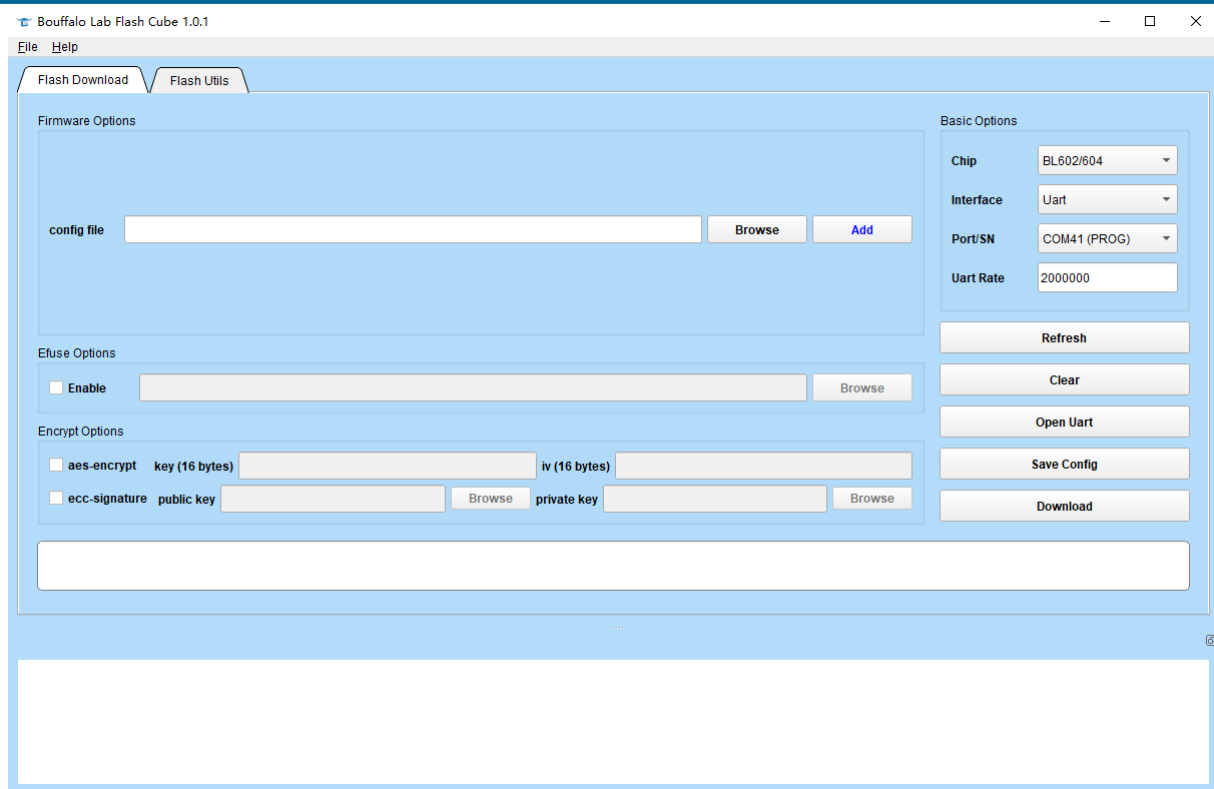 Bouffalo Lab Flash Cube 1.0.1
File Help
Flash Download Flash Utils
Firmware Options
config file Browse Add
Efuse Options
Enable Browse
Encrypt Options
aes-encrypt key (16 bytes) iv (16 bytes)
ecc-signature public key Browse private key Browse
Basic Options
Chip BL602/604
Interface Uart
Port/SN COM41 (PROG)
Uart Rate 2000000
Refresh
Clear
Open Uart
Save Config
Download